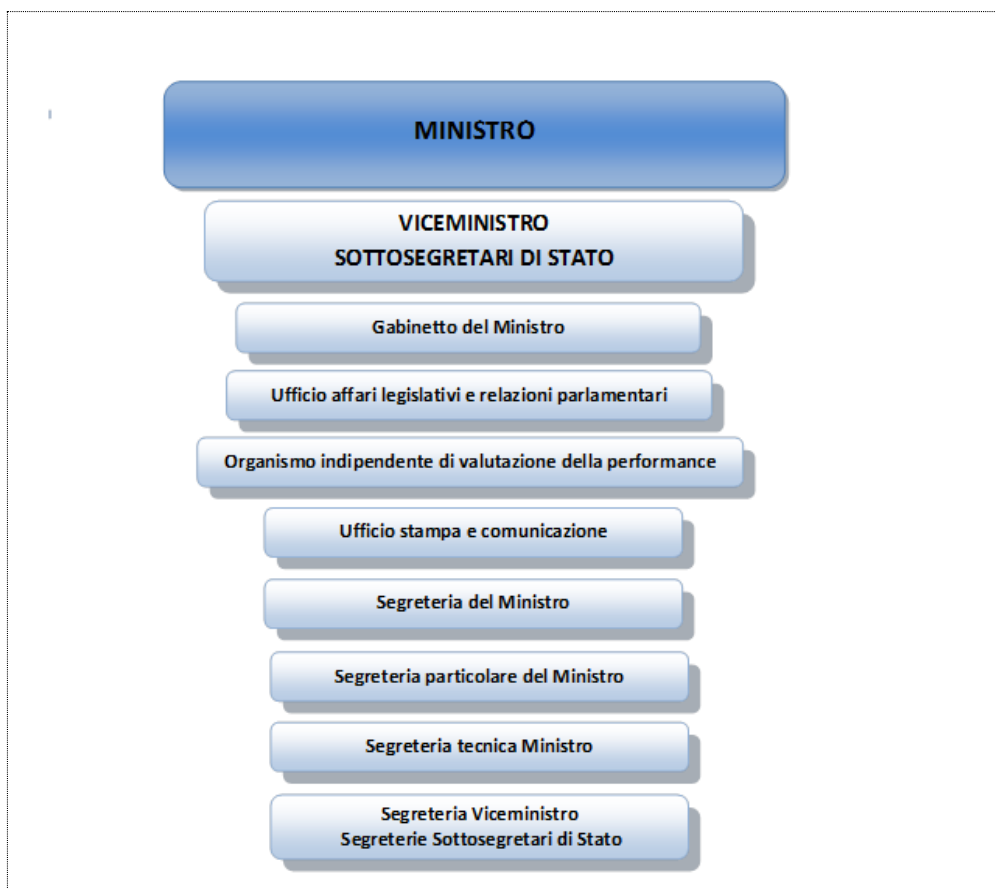 MINISTRO
VICEMINISTRO
SOTTOSEGRETARI DI STATO
Gabinetto del Ministro
Ufficio affari legislativi e relazioni parlamentari
Organismo indipendente di valutazione della performance
Ufficio stampa e comunicazione
Segreteria del Ministro
Segreteria particolare del Ministro
Segreteria tecnica Ministro
Segreteria Viceministro
Segreterie Sottosegretari di Stato